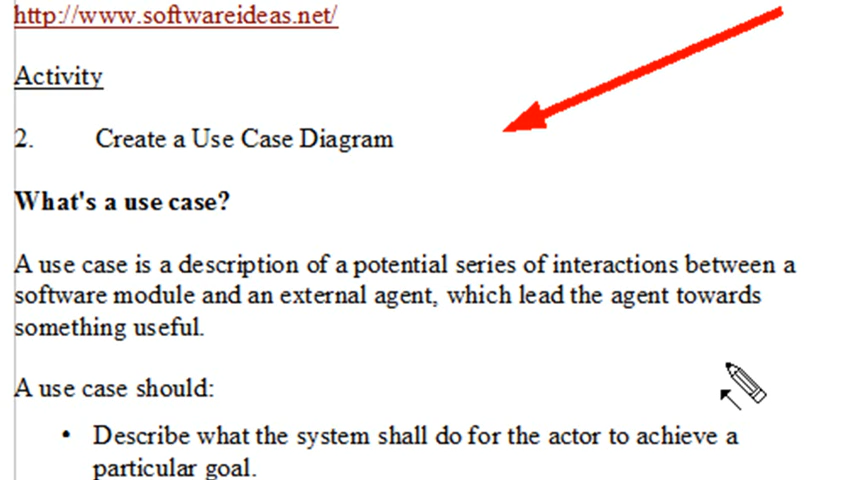 http://www.softwareideas.net/
Activity
2. Create a Use Case Diagram
What's a use case?
A use case is a description of a potential series of interactions between a
software module and an external agent, which lead the agent towards
something useful.
A use case should:
• Describe what the system shall do for the actor to achieve a
particular goal.